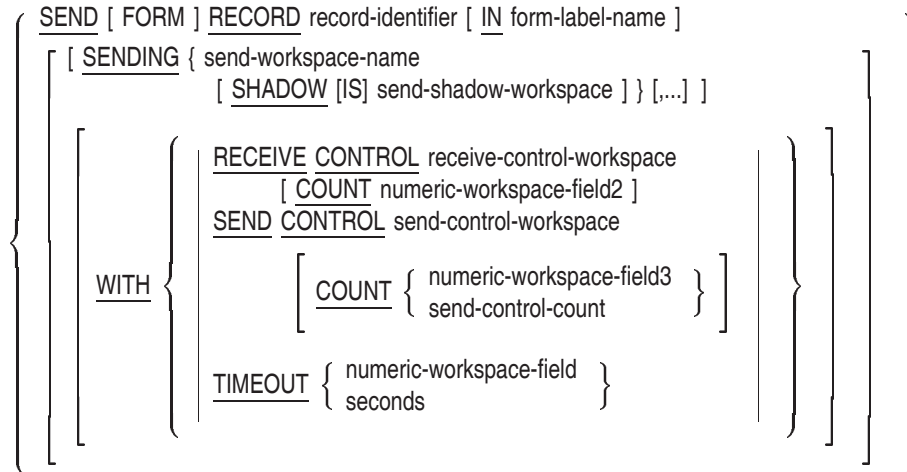 SEND [ FORM ] RECORD record-identifier [ IN form-label-name ]
[ SENDING { send-workspace-name
[ SHADOW [IS] send-shadow-workspace ] } [,...] ]
RECEIVE CONTROL receive-control-workspace
[ COUNT numeric-workspace-field2 ]
SEND CONTROL send-control-workspace
WITH
COUNT { numeric-workspace-field3
send-control-count }
TIMEOUT { numeric-workspace-field
seconds }